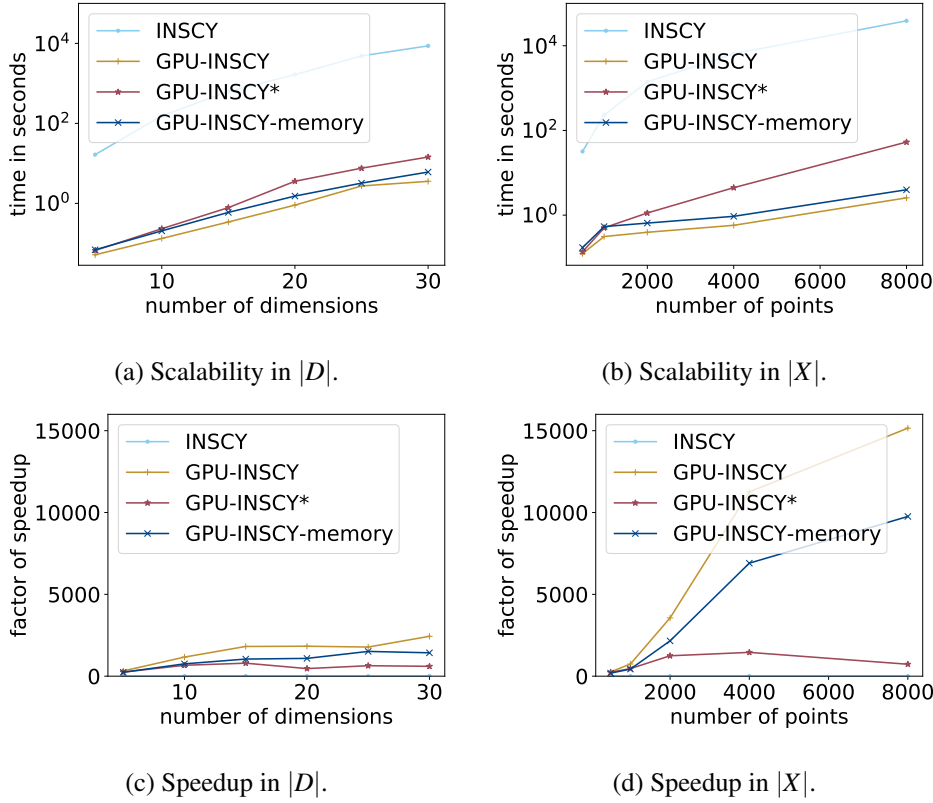 time in seconds
10^4
10^2
10^0
INSCY
GPU-INSCY
GPU-INSCY*
GPU-INSCY-memory
10
20
30
number of dimensions
(a) Scalability in |D|.
time in seconds
10^4
10^2
10^0
INSCY
GPU-INSCY
GPU-INSCY*
GPU-INSCY-memory
2000
4000
6000
8000
number of points
(b) Scalability in |X|.
factor of speedup
15000
10000
5000
0
INSCY
GPU-INSCY
GPU-INSCY*
GPU-INSCY-memory
10
20
30
number of dimensions
(c) Speedup in |D|.
factor of speedup
15000
10000
5000
0
INSCY
GPU-INSCY
GPU-INSCY*
GPU-INSCY-memory
2000
4000
6000
8000
number of points
(d) Speedup in |X|.